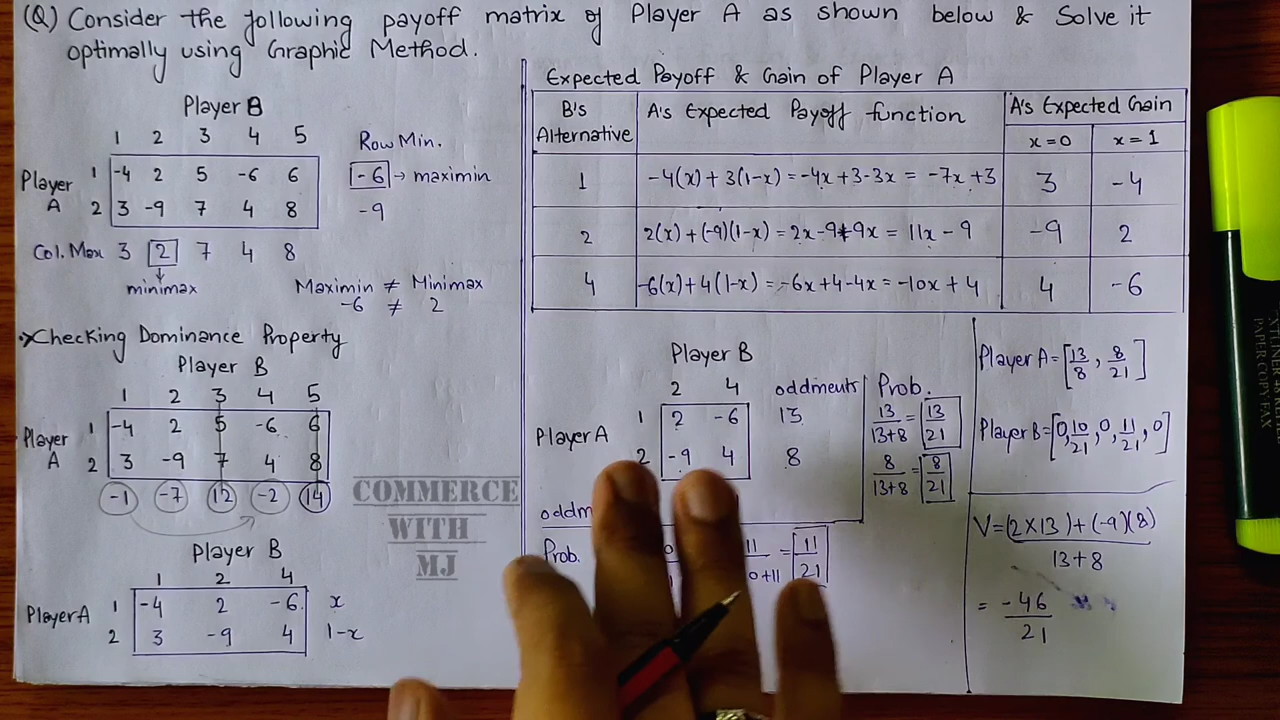 (Q) Consider the following payoff matrix of Player A as shown below & Solve it
optimally using Graphic Method.
Player B
1 2 3 4 5 Row Min.
Player 1 -4 2 5 -6 6 -6 → maximin
A 2 3 -9 7 4 8 -9
Col. Max 3 2 7 4 8
minimax
Maximin ≠ Minimax
-6 ≠ 2
Checking Dominance Property
Player B
1 2 3 4 5
Player 1 -4 2 5 -6 6
A 2 3 -9 7 4 8
-1 -7 12 -2 14
Player B
1 2 4
Player A 1 -4 2 -6 x
2 3 -9 4 1-x
COMMERCE
WITH
MJ
Expected Payoff & Gain of Player A
B's Alternative A's Expected Payoff function A's Expected Gain
x=0 x=1
1 -4(x) + 3(1-x) = -4x+3-3x = -7x+3 3 -4
2 2(x) + (-9)(1-x) = 2x-9+9x = 11x-9 -9 2
4 -6(x) + 4(1-x) = -6x+4-4x = -10x+4 4 -6
Player B
2 4 oddments Prob.
Player A 1 2 -6 13 13/13+8 = 13/21
2 -9 4 8 8/13+8 = 8/21
oddm
Prob. 11 = 11/21
0+11
Player A = [13/8, 8/21]
Player B = [0, 10/21, 0, 11/21, 0]
V = (2×13) + (-9)(8)
13+8
= -46
21
PAPER COPY FAX